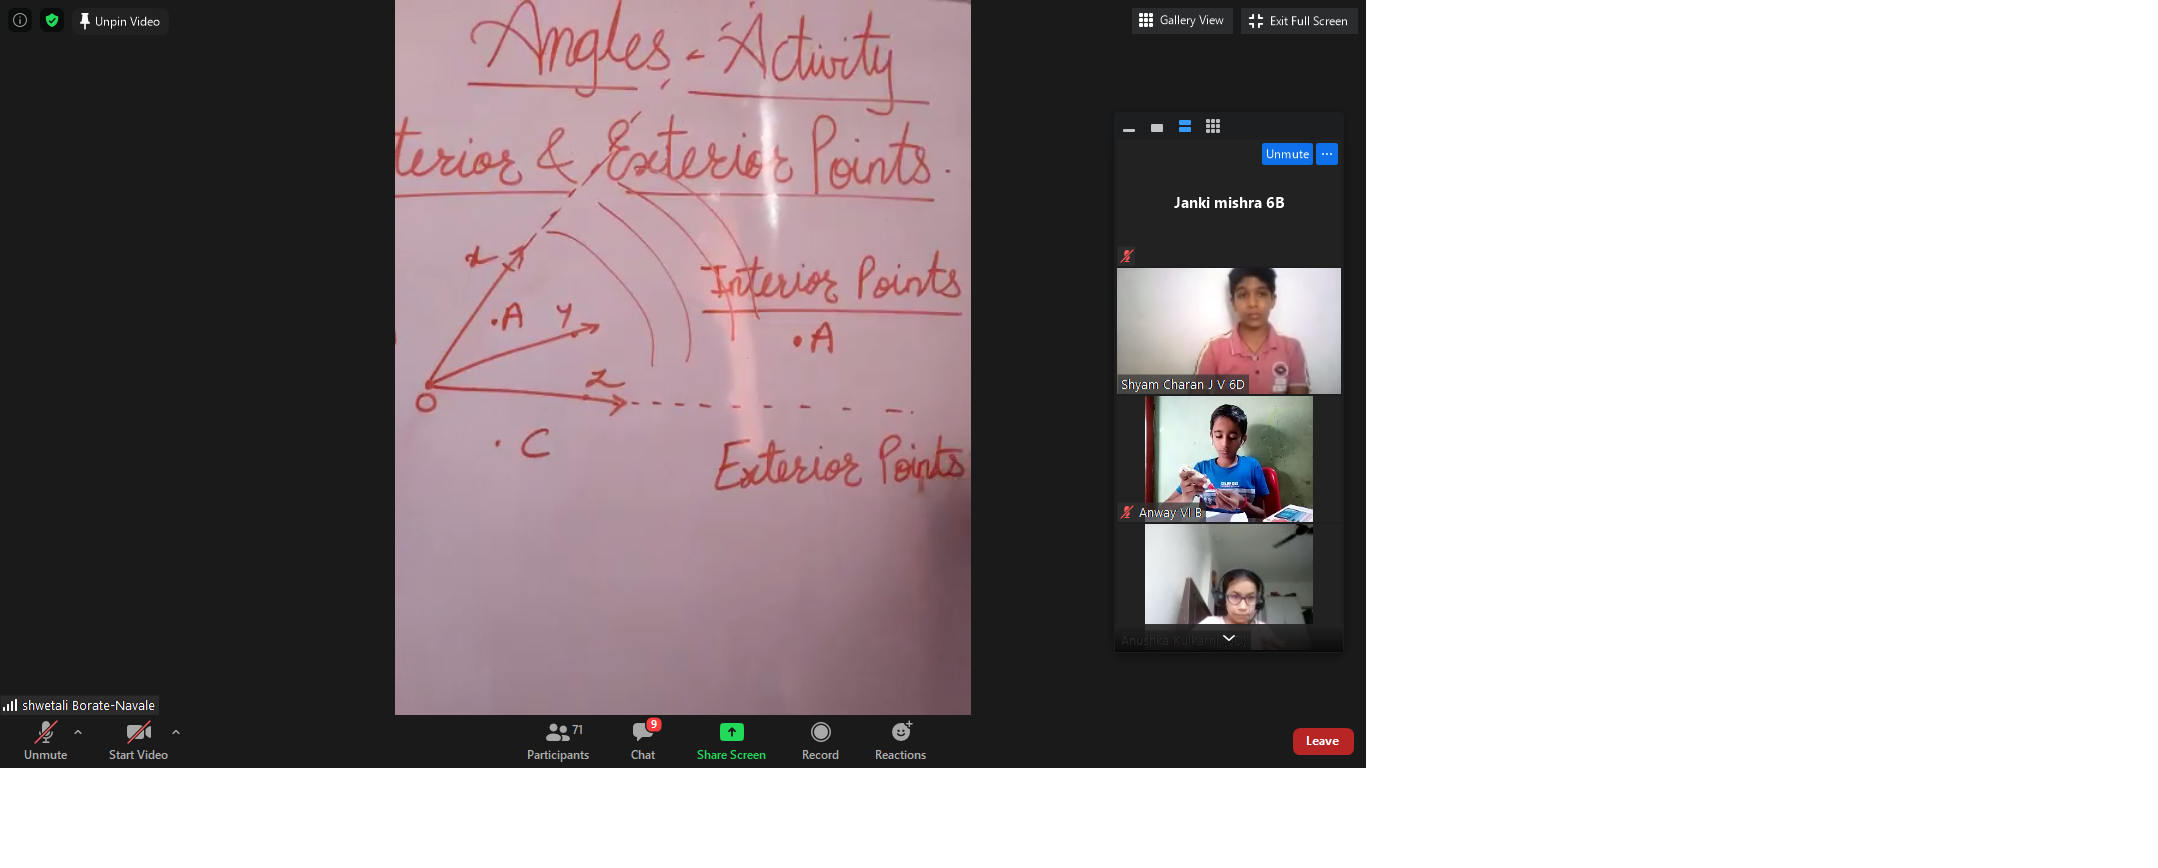 Unpin Video
Gallery View
Exit Full Screen
Angles - Activity
terior & Exterior Points.
Unmute ...
Janki mishra 6B
x
Interior Points
.A Y
• A
z
O
. C
Exterior Points
Shyam Charan J V 6D
Anway VI B
Anushka Kulkarni
shwetali Borate-Navale
Unmute
Start Video
71
Participants
9
Chat
Share Screen
Record
Reactions
Leave